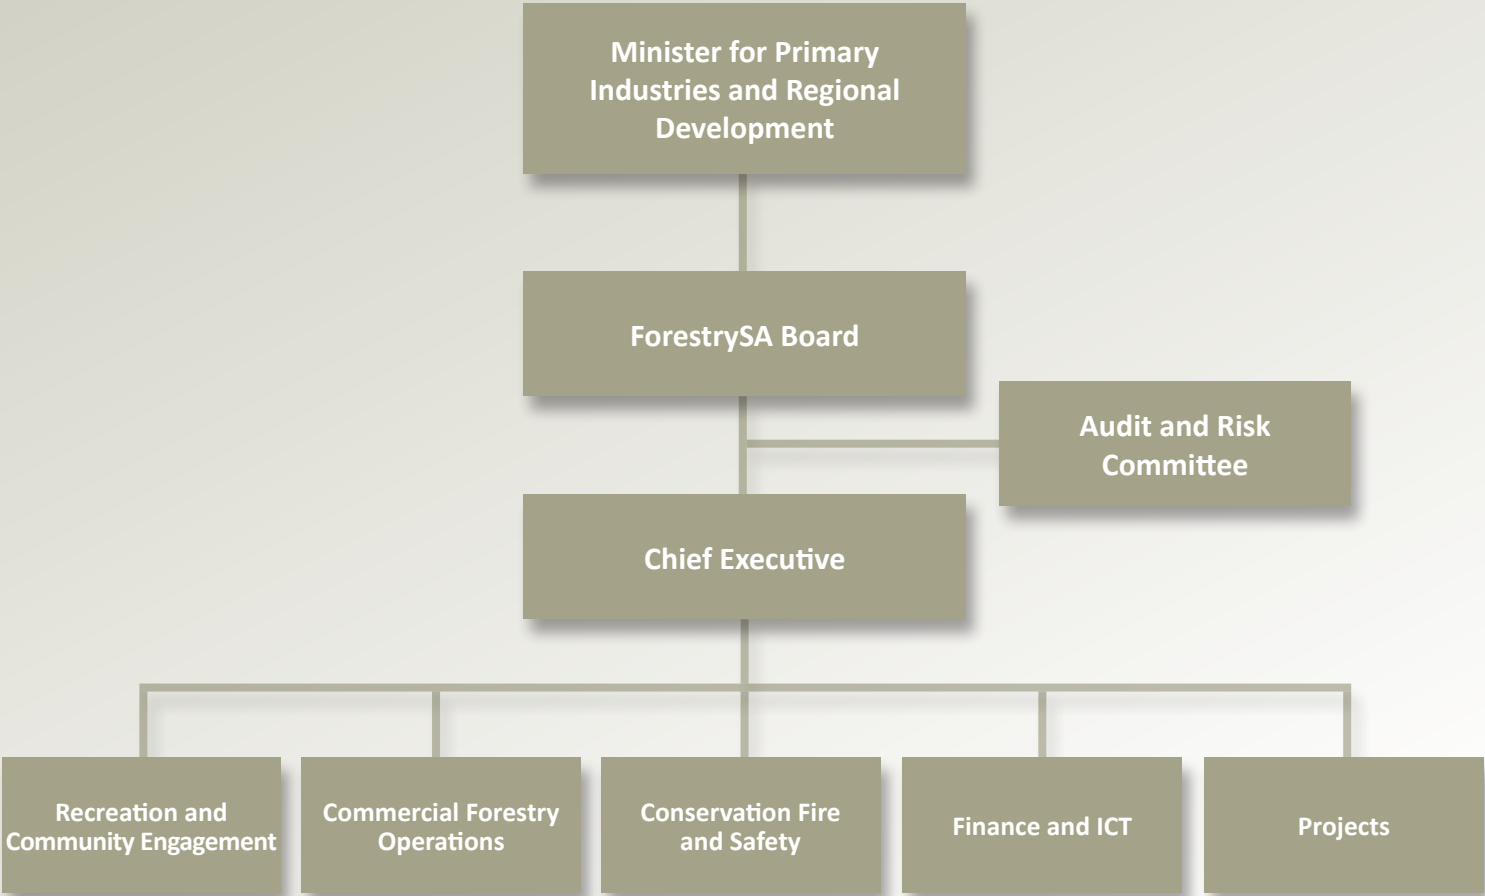 Minister for Primary
Industries and Regional
Development
ForestrySA Board
Audit and Risk
Committee
Chief Executive
Recreation and
Community Engagement
Commercial Forestry
Operations
Conservation Fire
and Safety
Finance and ICT
Projects